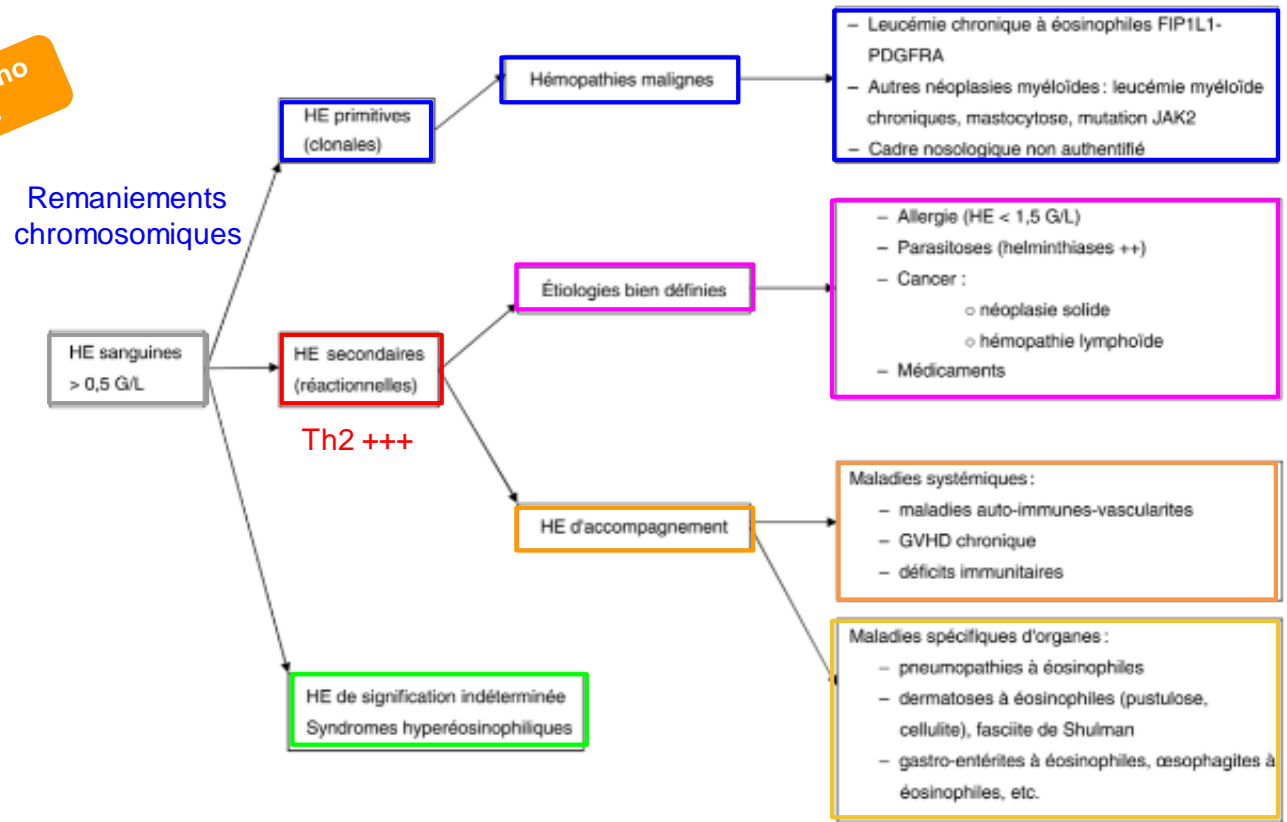 Remaniements
chromosomiques
HE sanguines
> 0,5 G/L
HE primitives
(clonales)
HE secondaires
(réactionnelles)
Th2 +++
HE de signification indéterminée
Syndromes hyperéosinophiliques
Hémopathies malignes
Étiologies bien définies
HE d'accompagnement
– Leucémie chronique à éosinophiles FIP1L1-
PDGFRA
– Autres néoplasies myéloïdes : leucémie myéloïde
chroniques, mastocytose, mutation JAK2
– Cadre nosologique non authentifié
– Allergie (HE < 1,5 G/L)
– Parasitoses (helminthiases ++)
– Cancer :
○ néoplasie solide
○ hémopathie lymphoïde
– Médicaments
Maladies systémiques :
– maladies auto-immunes-vascularites
– GVHD chronique
– déficits immunitaires
Maladies spécifiques d'organes :
– pneumopathies à éosinophiles
– dermatoses à éosinophiles (pustulose,
cellulite), fasciite de Shulman
– gastro-entérites à éosinophiles, œsophagites à
éosinophiles, etc.